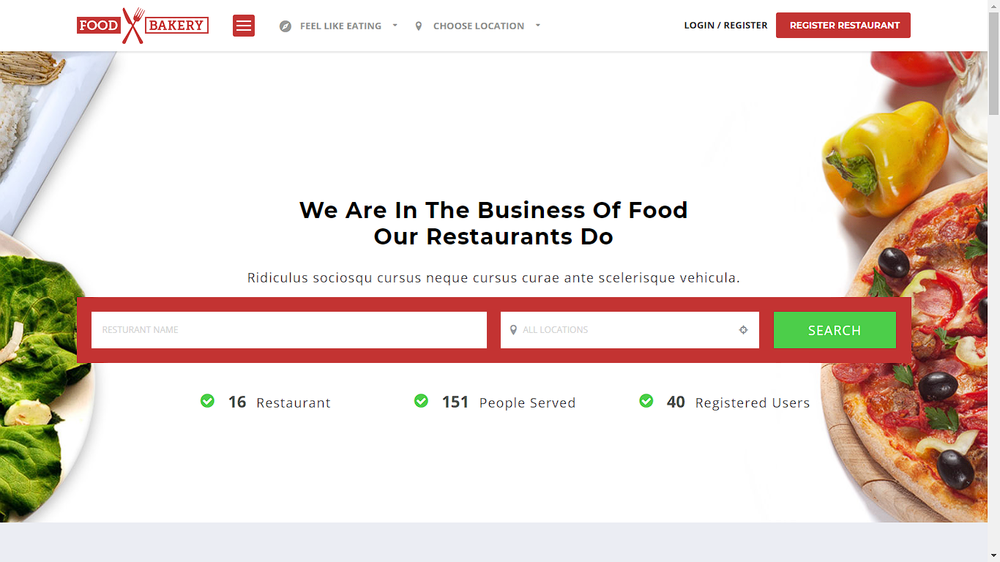 FOOD BAKERY
FEEL LIKE EATING
CHOOSE LOCATION
LOGIN / REGISTER
REGISTER RESTAURANT
We Are In The Business Of Food
Our Restaurants Do
Ridiculus sociosqu cursus neque cursus curae ante scelerisque vehicula.
RESTURANT NAME
ALL LOCATIONS
SEARCH
16 Restaurant
151 People Served
40 Registered Users